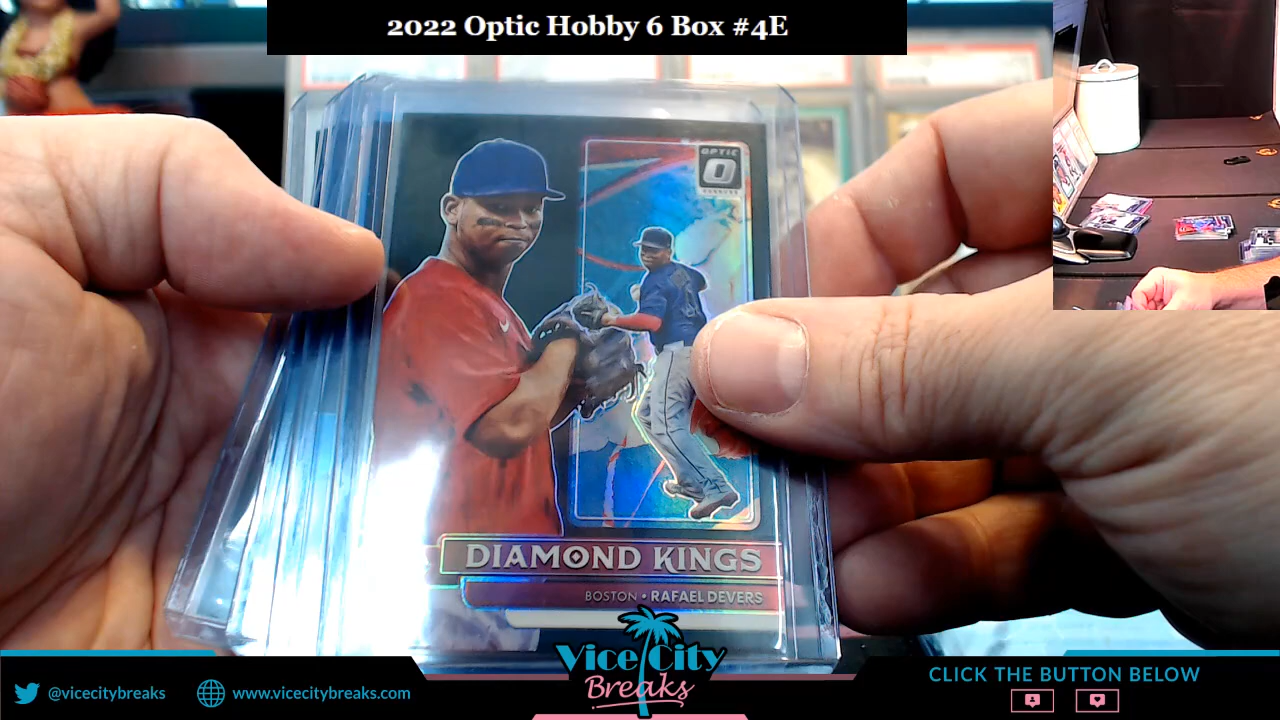 2022 Optic Hobby 6 Box #4E
OPTIC
DONRUSS
DIAMOND KINGS
BOSTON • RAFAEL DEVERS
Vice City
Breaks
@vicecitybreaks
www.vicecitybreaks.com
CLICK THE BUTTON BELOW